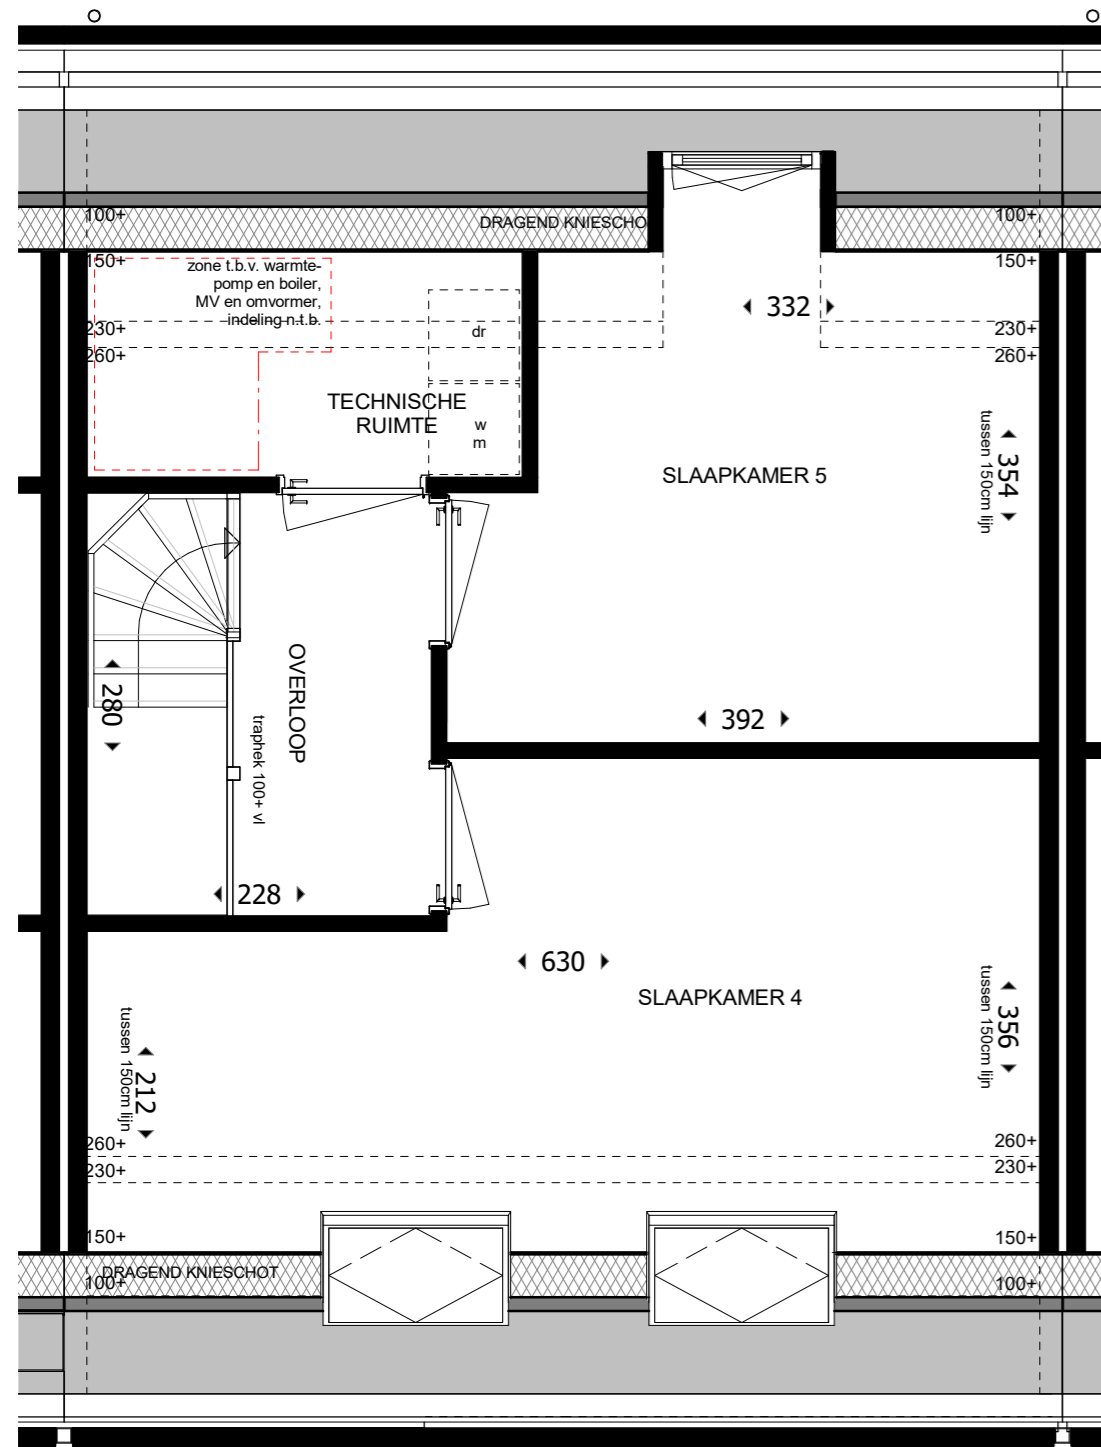 100+
DRAGEND KNIESCHO
100+
150+
zone t.b.v. warmte-
pomp en boiler,
MV en omvormer,
indeling n.t.b.
150+
230+
332
230+
260+
dr
260+
TECHNISCHE
RUIMTE
w
m
SLAAPKAMER 5
354
tussen 150cm lijn
OVERLOOP
280
traphek 100+ vl
392
228
630
SLAAPKAMER 4
356
tussen 150cm lijn
212
tussen 150cm lijn
260+
260+
230+
230+
150+
150+
DRAGEND KNIESCHOT
100+
100+